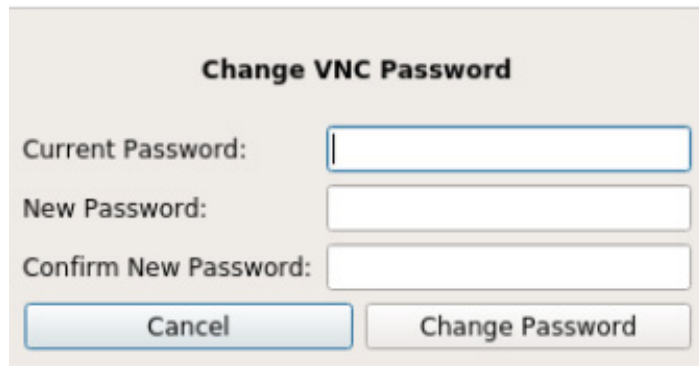 Change VNC Password
Current Password:
New Password:
Confirm New Password:
Cancel Change Password